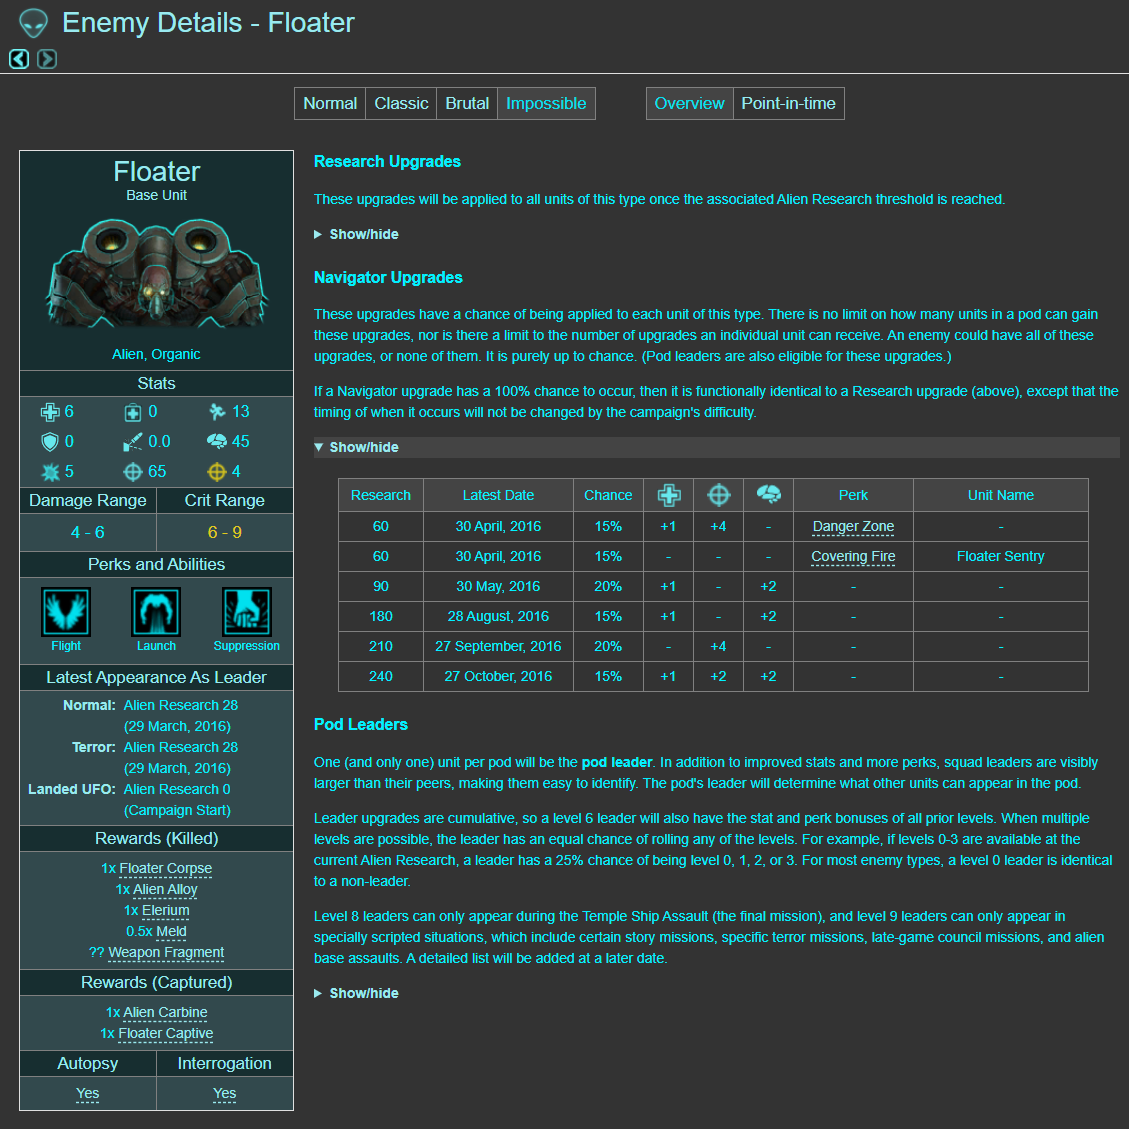 Enemy Details - Floater
Normal Classic Brutal Impossible Overview Point-in-time
Floater
Base Unit
Alien, Organic
Stats
6 0 13
0 0.0 45
5 65 4
Damage Range Crit Range
4 - 6 6 - 9
Perks and Abilities
Flight Launch Suppression
Latest Appearance As Leader
Normal: Alien Research 28
(29 March, 2016)
Terror: Alien Research 28
(29 March, 2016)
Landed UFO: Alien Research 0
(Campaign Start)
Rewards (Killed)
1x Floater Corpse
1x Alien Alloy
1x Elerium
0.5x Meld
?? Weapon Fragment
Rewards (Captured)
1x Alien Carbine
1x Floater Captive
Autopsy Interrogation
Yes Yes
Research Upgrades
These upgrades will be applied to all units of this type once the associated Alien Research threshold is reached.
▶ Show/hide
Navigator Upgrades
These upgrades have a chance of being applied to each unit of this type. There is no limit on how many units in a pod can gain
these upgrades, nor is there a limit to the number of upgrades an individual unit can receive. An enemy could have all of these
upgrades, or none of them. It is purely up to chance. (Pod leaders are also eligible for these upgrades.)
If a Navigator upgrade has a 100% chance to occur, then it is functionally identical to a Research upgrade (above), except that the
timing of when it occurs will not be changed by the campaign's difficulty.
▼ Show/hide
Research Latest Date Chance Perk Unit Name
60 30 April, 2016 15% +1 +4 - Danger Zone -
60 30 April, 2016 15% - - - Covering Fire Floater Sentry
90 30 May, 2016 20% +1 - +2 - -
180 28 August, 2016 15% +1 - +2 - -
210 27 September, 2016 20% - +4 - - -
240 27 October, 2016 15% +1 +2 +2 - -
Pod Leaders
One (and only one) unit per pod will be the pod leader. In addition to improved stats and more perks, squad leaders are visibly
larger than their peers, making them easy to identify. The pod's leader will determine what other units can appear in the pod.
Leader upgrades are cumulative, so a level 6 leader will also have the stat and perk bonuses of all prior levels. When multiple
levels are possible, the leader has an equal chance of rolling any of the levels. For example, if levels 0-3 are available at the
current Alien Research, a leader has a 25% chance of being level 0, 1, 2, or 3. For most enemy types, a level 0 leader is identical
to a non-leader.
Level 8 leaders can only appear during the Temple Ship Assault (the final mission), and level 9 leaders can only appear in
specially scripted situations, which include certain story missions, specific terror missions, late-game council missions, and alien
base assaults. A detailed list will be added at a later date.
▶ Show/hide